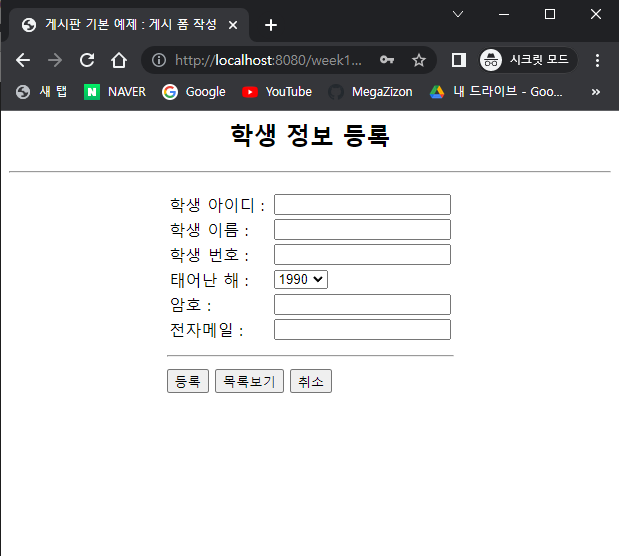 게시판 기본 예제 : 게시 폼 작성
http://localhost:8080/week1...
시크릿 모드
새 탭 NAVER Google YouTube MegaZizon 내 드라이브 - Goo...
학생 정보 등록
학생 아이디 :
학생 이름 :
학생 번호 :
태어난 해 : 1990
암호 :
전자메일 :
등록 목록보기 취소